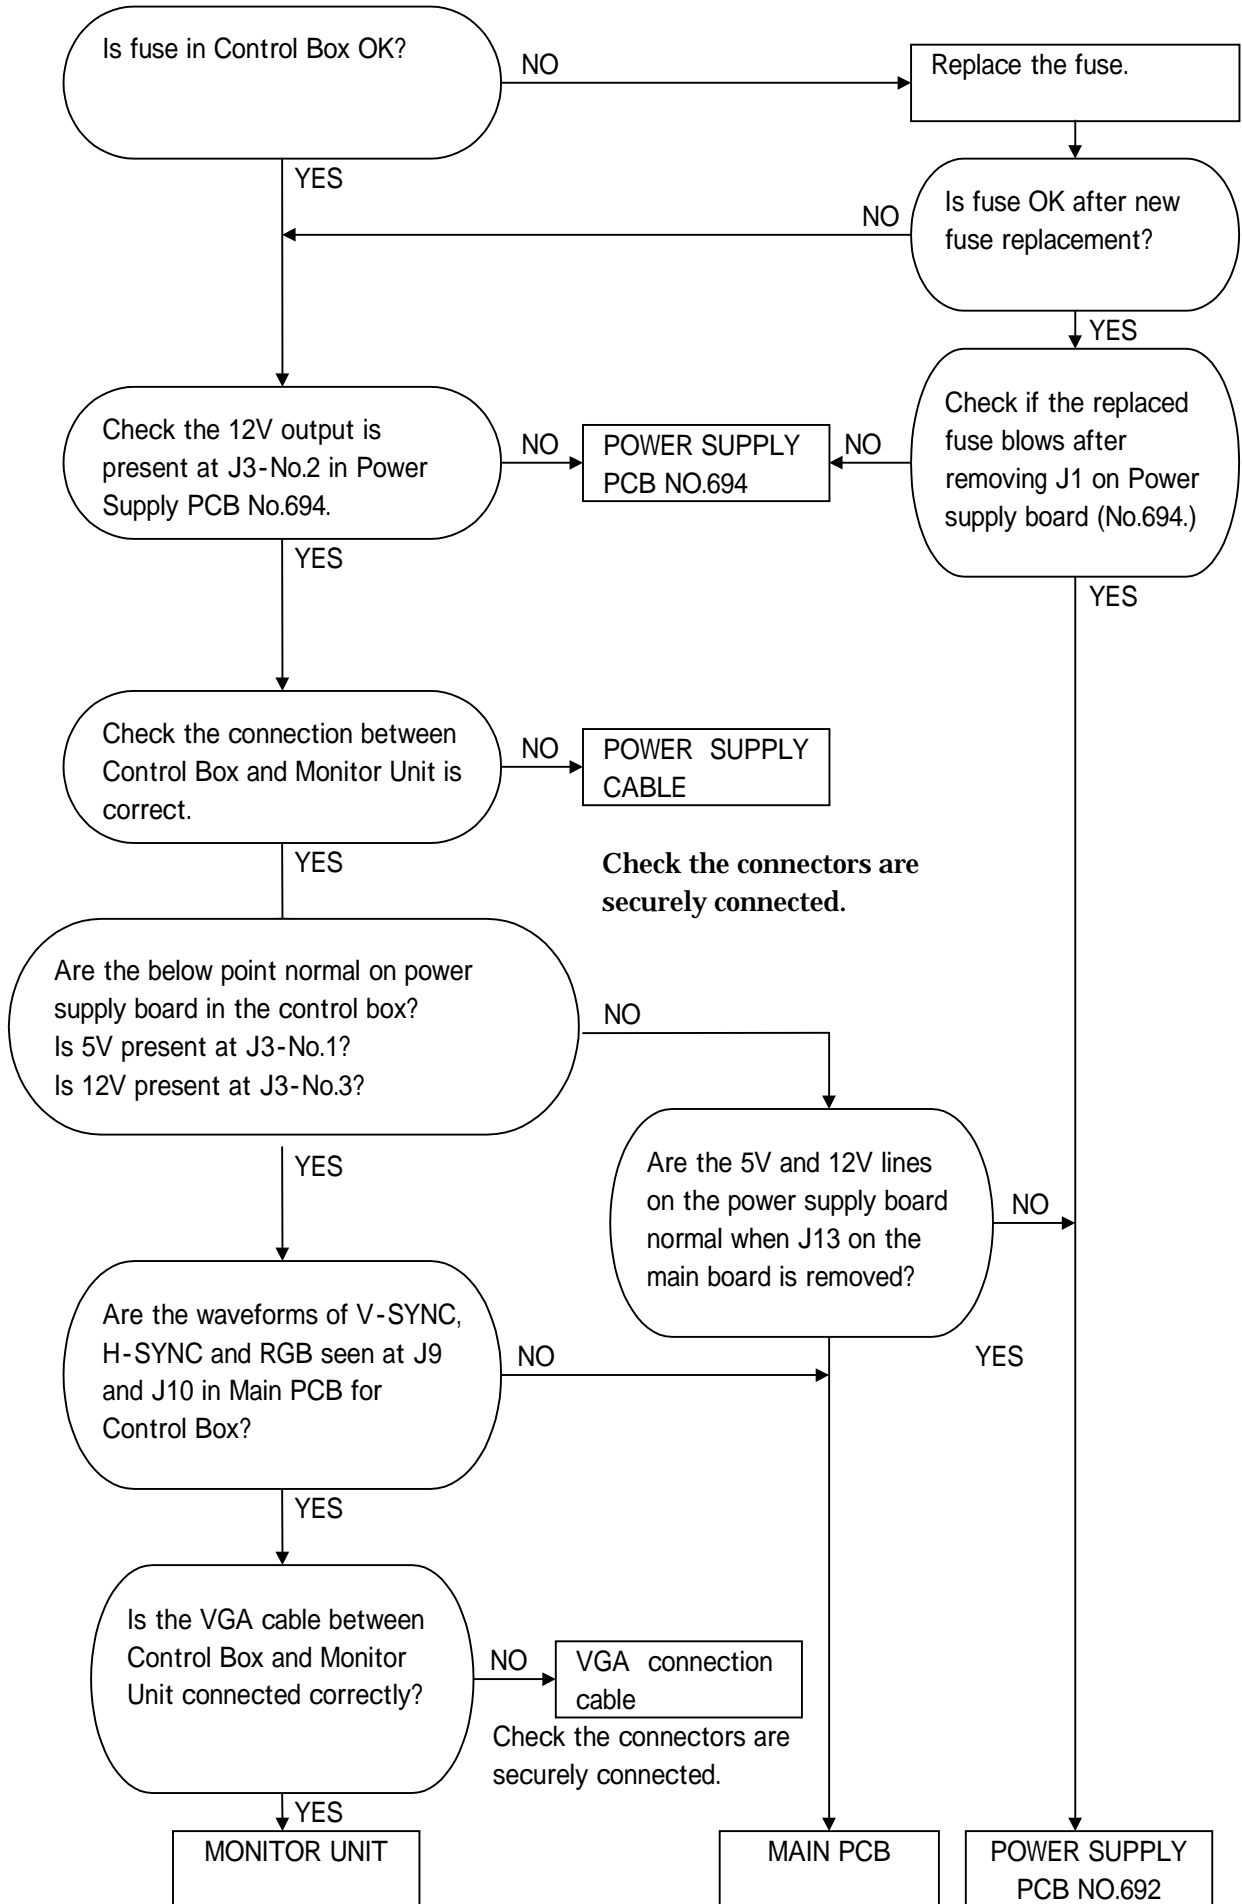 Is fuse in Control Box OK?
NO
Replace the fuse.
YES
Is fuse OK after new
fuse replacement?
NO
YES
Check the 12V output is
present at J3-No.2 in Power
Supply PCB No.694.
NO
POWER SUPPLY
PCB NO.694
NO
Check if the replaced
fuse blows after
removing J1 on Power
supply board (No.694.)
YES
YES
Check the connection between
Control Box and Monitor Unit is
correct.
NO
POWER SUPPLY
CABLE
YES
Check the connectors are
securely connected.
Are the below point normal on power
supply board in the control box?
Is 5V present at J3-No.1?
Is 12V present at J3-No.3?
NO
YES
Are the 5V and 12V lines
on the power supply board
normal when J13 on the
main board is removed?
NO
YES
Are the waveforms of V-SYNC,
H-SYNC and RGB seen at J9
and J10 in Main PCB for
Control Box?
NO
YES
Is the VGA cable between
Control Box and Monitor
Unit connected correctly?
NO
VGA connection
cable
Check the connectors are
securely connected.
YES
MONITOR UNIT
MAIN PCB
POWER SUPPLY
PCB NO.692